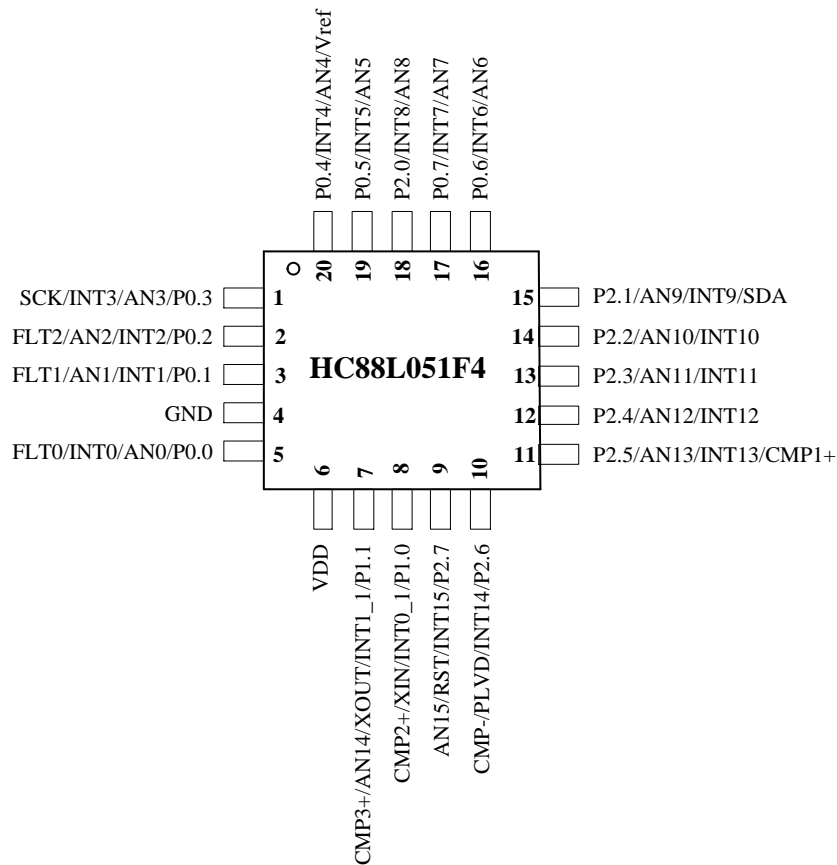 P0.4/INT4/AN4/Vref
P0.5/INT5/AN5
P2.0/INT8/AN8
P0.7/INT7/AN7
P0.6/INT6/AN6
20
19
18
17
16
SCK/INT3/AN3/P0.3
1
15
P2.1/AN9/INT9/SDA
FLT2/AN2/INT2/P0.2
2
14
P2.2/AN10/INT10
FLT1/AN1/INT1/P0.1
3
HC88L051F4
13
P2.3/AN11/INT11
GND
4
12
P2.4/AN12/INT12
FLT0/INT0/AN0/P0.0
5
11
P2.5/AN13/INT13/CMP1+
6
7
8
9
10
VDD
CMP3+/AN14/XOUT/INT1_1/P1.1
CMP2+/XIN/INT0_1/P1.0
AN15/RST/INT15/P2.7
CMP-/PLVD/INT14/P2.6